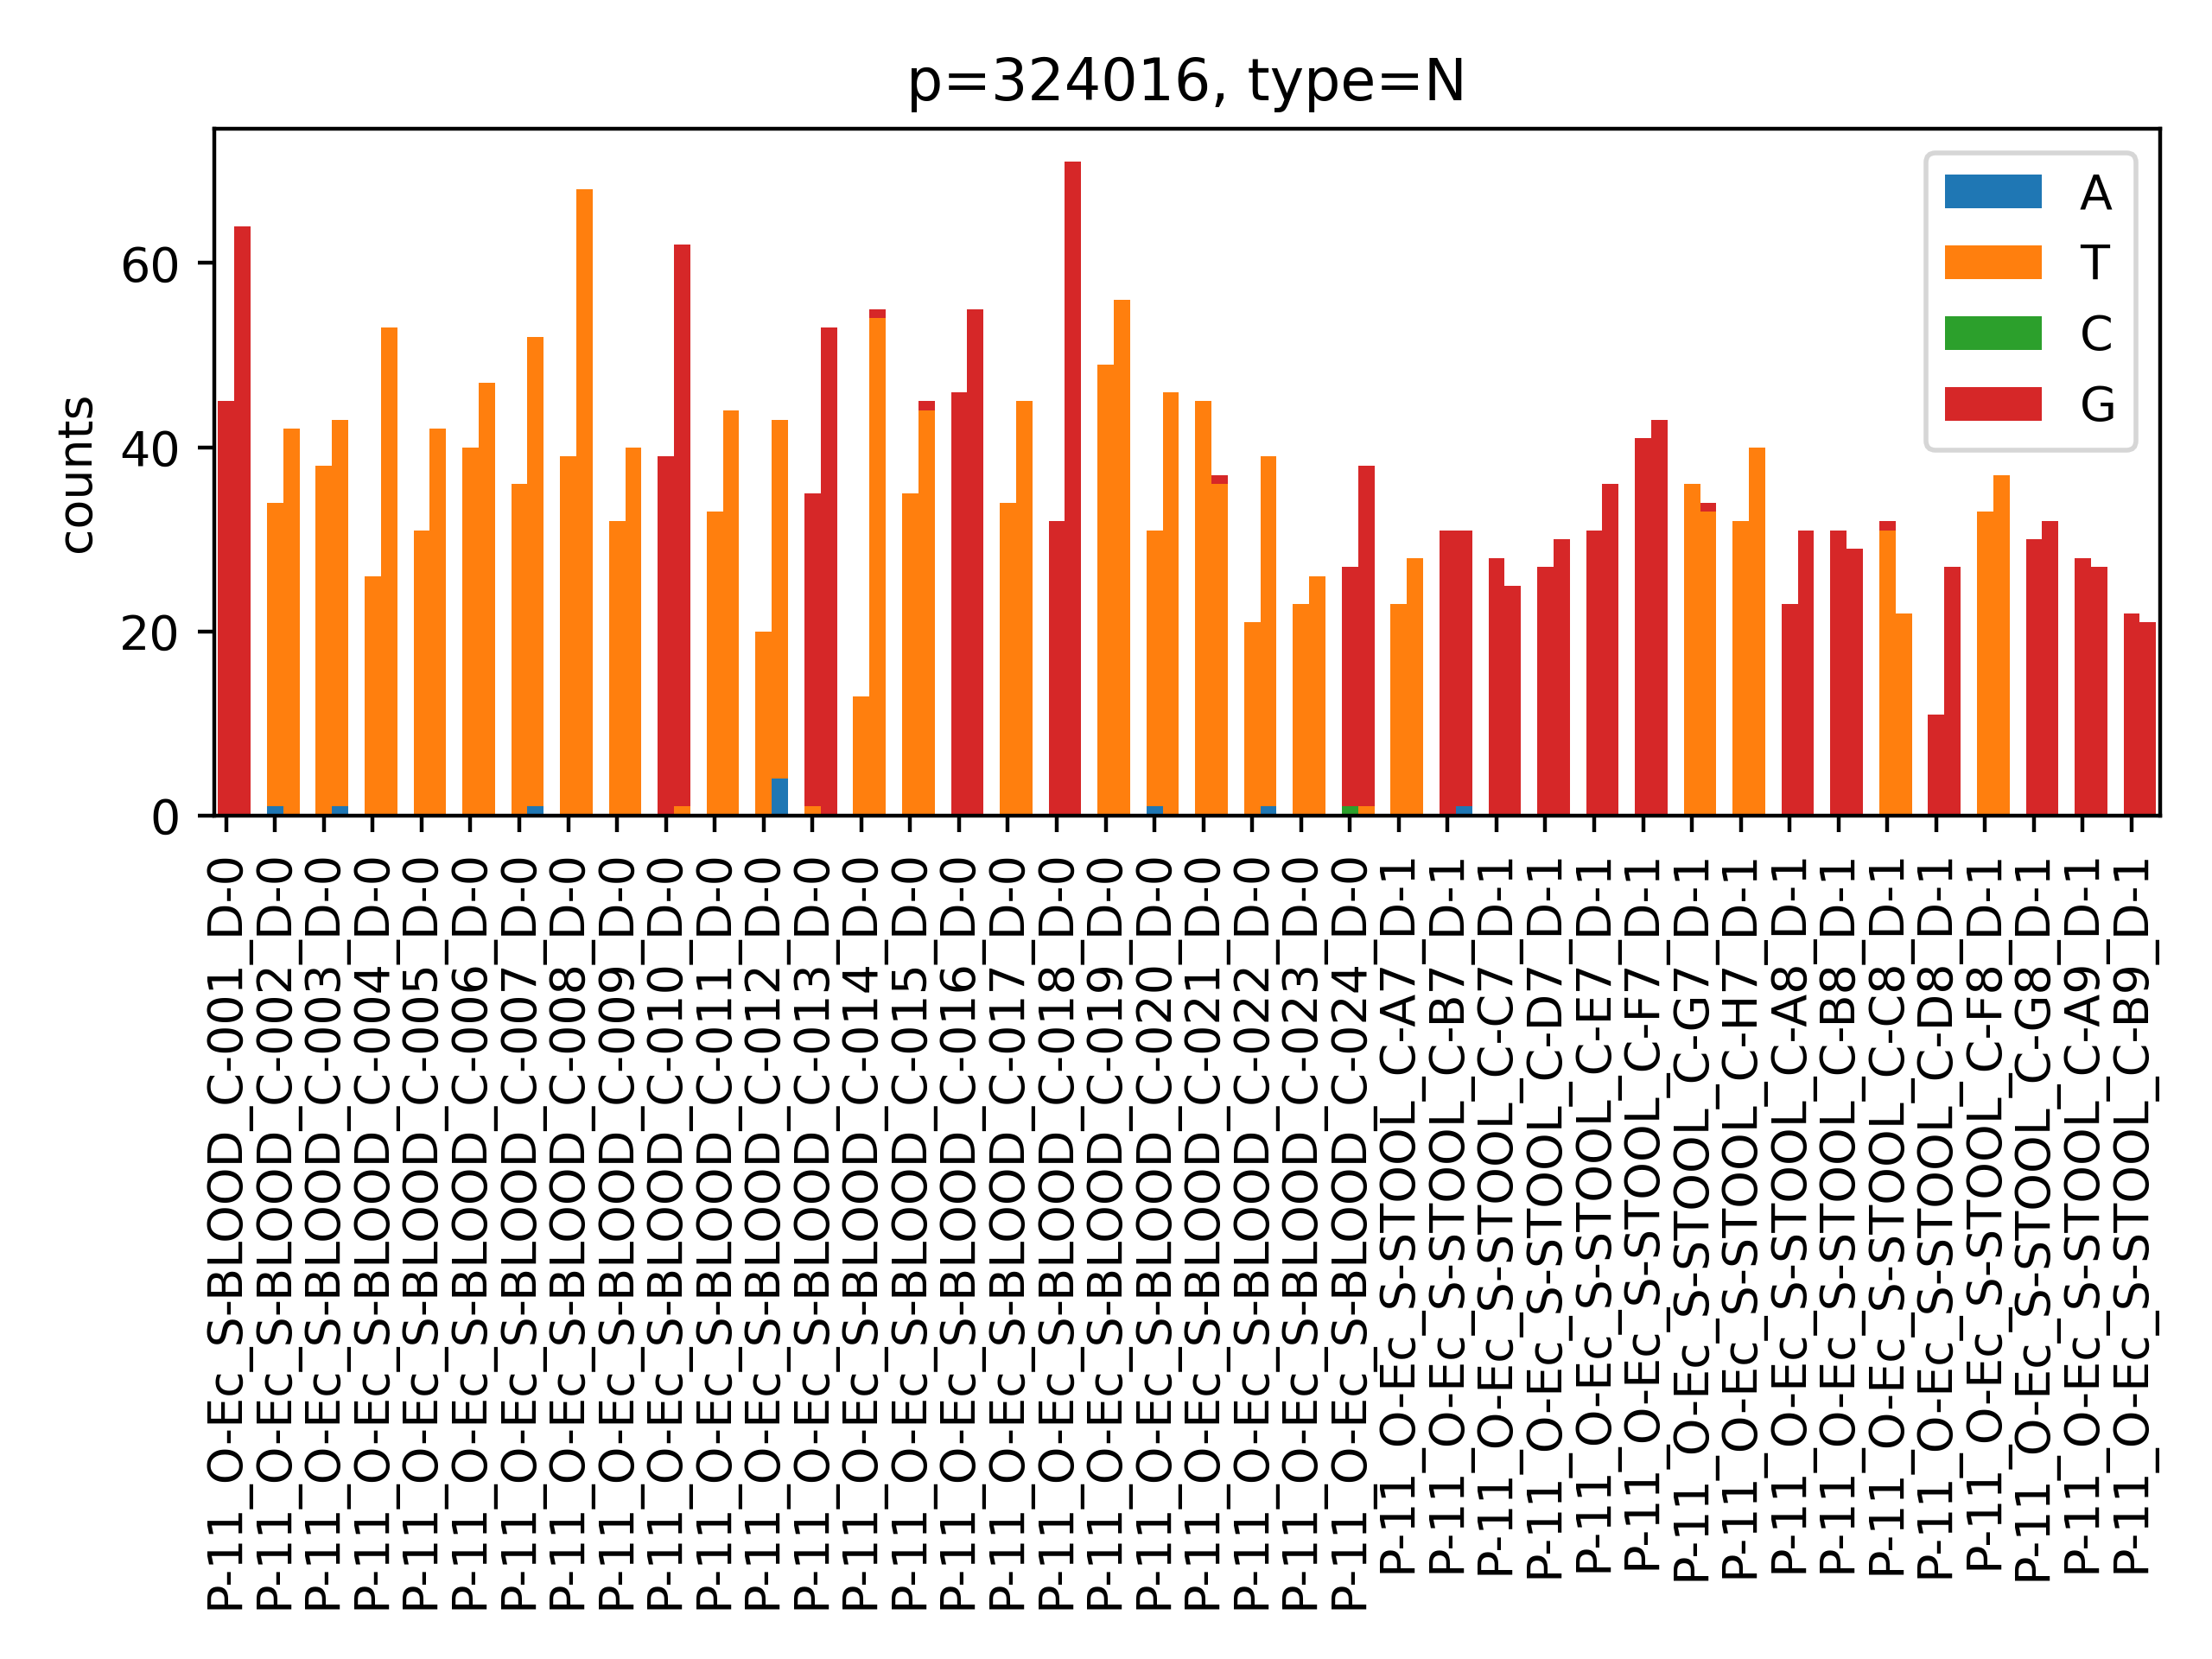 p=324016, type=N
counts
60
40
20
0
A
T
C
G
P-11_O-Ec_S-BLOOD_C-001_D-0
P-11_O-Ec_S-BLOOD_C-002_D-0
P-11_O-Ec_S-BLOOD_C-003_D-0
P-11_O-Ec_S-BLOOD_C-004_D-0
P-11_O-Ec_S-BLOOD_C-005_D-0
P-11_O-Ec_S-BLOOD_C-006_D-0
P-11_O-Ec_S-BLOOD_C-007_D-0
P-11_O-Ec_S-BLOOD_C-008_D-0
P-11_O-Ec_S-BLOOD_C-009_D-0
P-11_O-Ec_S-BLOOD_C-010_D-0
P-11_O-Ec_S-BLOOD_C-011_D-0
P-11_O-Ec_S-BLOOD_C-012_D-0
P-11_O-Ec_S-BLOOD_C-013_D-0
P-11_O-Ec_S-BLOOD_C-014_D-0
P-11_O-Ec_S-BLOOD_C-015_D-0
P-11_O-Ec_S-BLOOD_C-016_D-0
P-11_O-Ec_S-BLOOD_C-017_D-0
P-11_O-Ec_S-BLOOD_C-018_D-0
P-11_O-Ec_S-BLOOD_C-019_D-0
P-11_O-Ec_S-BLOOD_C-020_D-0
P-11_O-Ec_S-BLOOD_C-021_D-0
P-11_O-Ec_S-BLOOD_C-022_D-0
P-11_O-Ec_S-BLOOD_C-023_D-0
P-11_O-Ec_S-BLOOD_C-024_D-0
P-11_O-Ec_S-STOOL_C-A7_D-1
P-11_O-Ec_S-STOOL_C-B7_D-1
P-11_O-Ec_S-STOOL_C-C7_D-1
P-11_O-Ec_S-STOOL_C-D7_D-1
P-11_O-Ec_S-STOOL_C-E7_D-1
P-11_O-Ec_S-STOOL_C-F7_D-1
P-11_O-Ec_S-STOOL_C-G7_D-1
P-11_O-Ec_S-STOOL_C-H7_D-1
P-11_O-Ec_S-STOOL_C-A8_D-1
P-11_O-Ec_S-STOOL_C-B8_D-1
P-11_O-Ec_S-STOOL_C-C8_D-1
P-11_O-Ec_S-STOOL_C-D8_D-1
P-11_O-Ec_S-STOOL_C-F8_D-1
P-11_O-Ec_S-STOOL_C-G8_D-1
P-11_O-Ec_S-STOOL_C-A9_D-1
P-11_O-Ec_S-STOOL_C-B9_D-1